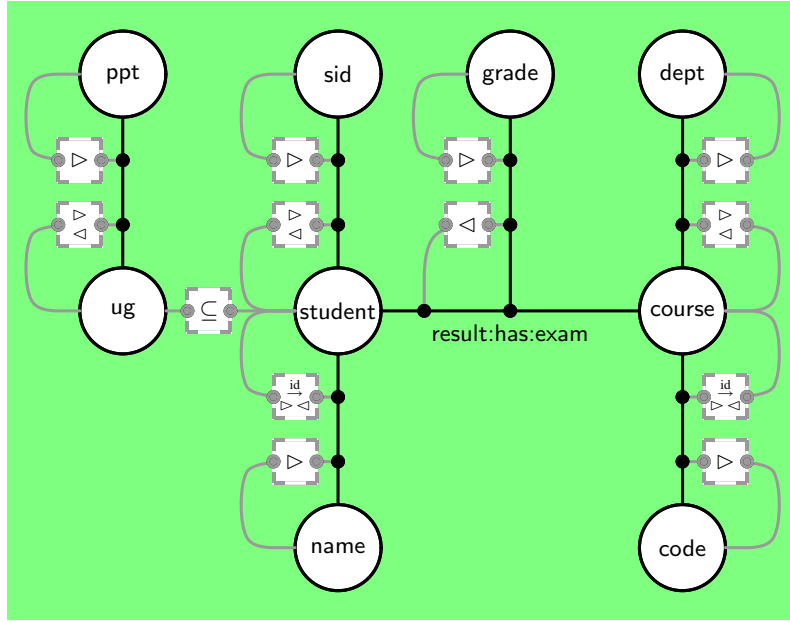 ppt
sid
grade
dept
▷
▷
▷
▷
▷
◁
▷
◁
◁
▷
◁
ug
⊆
student
course
result:has:exam
id
→
▷ ◁
id
→
▷ ◁
▷
▷
name
code